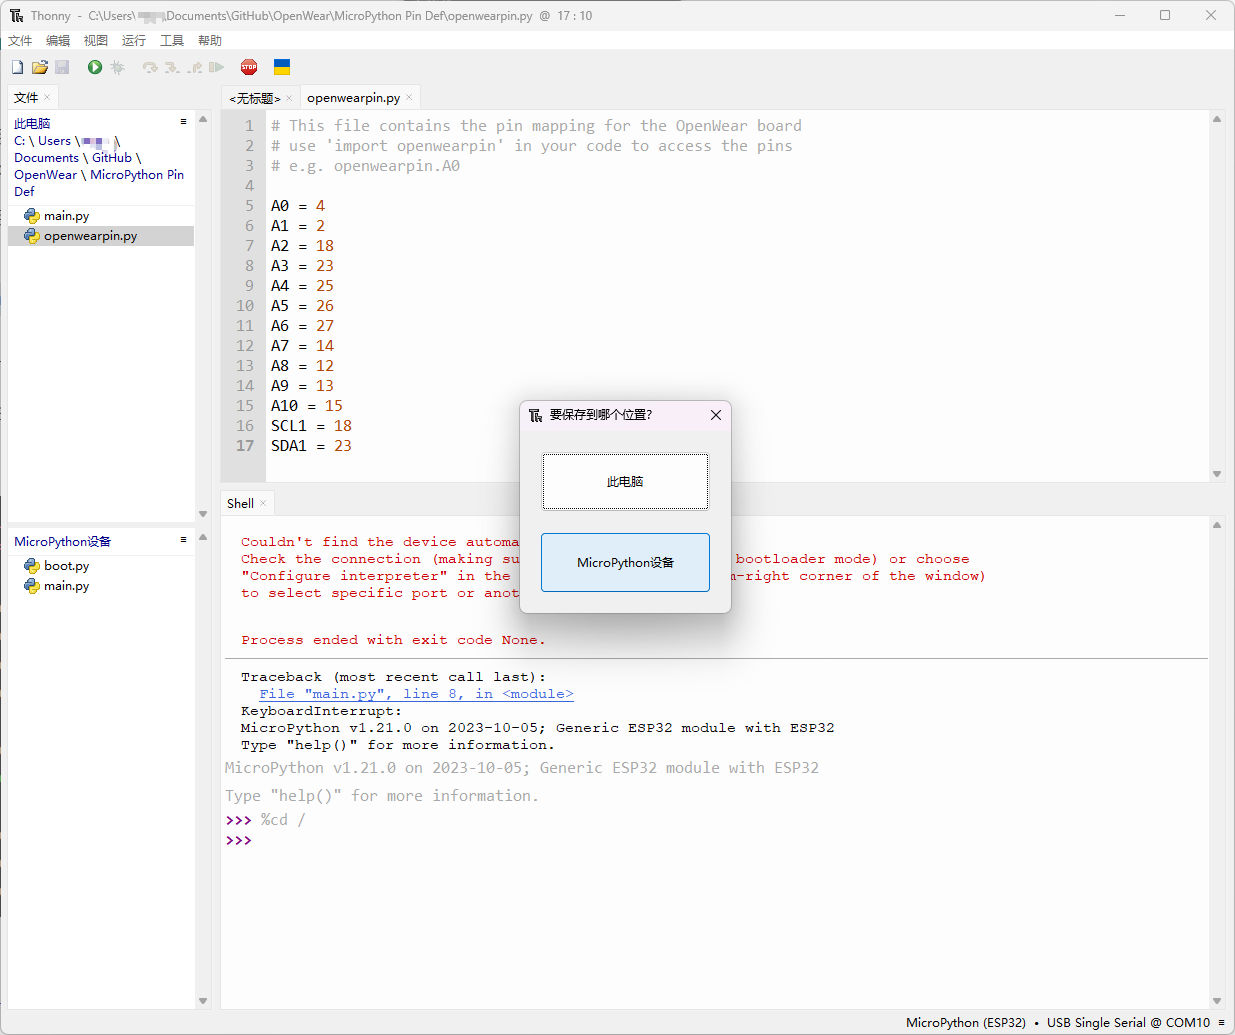 Thonny - C:\Users\ \Documents\GitHub\OpenWear\MicroPython Pin Def\openwearpin.py @ 17 : 10
文件 编辑 视图 运行 工具 帮助
STOP
文件
此电脑
C: \ Users \ \
Documents \ GitHub \
OpenWear \ MicroPython Pin
Def
main.py
openwearpin.py
MicroPython设备
boot.py
main.py
<无标题> openwearpin.py
1 # This file contains the pin mapping for the OpenWear board
2 # use 'import openwearpin' in your code to access the pins
3 # e.g. openwearpin.A0
4
5 A0 = 4
6 A1 = 2
7 A2 = 18
8 A3 = 23
9 A4 = 25
10 A5 = 26
11 A6 = 27
12 A7 = 14
13 A8 = 12
14 A9 = 13
15 A10 = 15
16 SCL1 = 18
17 SDA1 = 23
要保存到哪个位置?
此电脑
MicroPython设备
Shell
Couldn't find the device automa
Check the connection (making su bootloader mode) or choose
"Configure interpreter" in the m-right corner of the window)
to select specific port or anot
Process ended with exit code None.
Traceback (most recent call last):
File "main.py", line 8, in <module>
KeyboardInterrupt:
MicroPython v1.21.0 on 2023-10-05; Generic ESP32 module with ESP32
Type "help()" for more information.
MicroPython v1.21.0 on 2023-10-05; Generic ESP32 module with ESP32
Type "help()" for more information.
>>> %cd /
>>>
MicroPython (ESP32) • USB Single Serial @ COM10 ≡